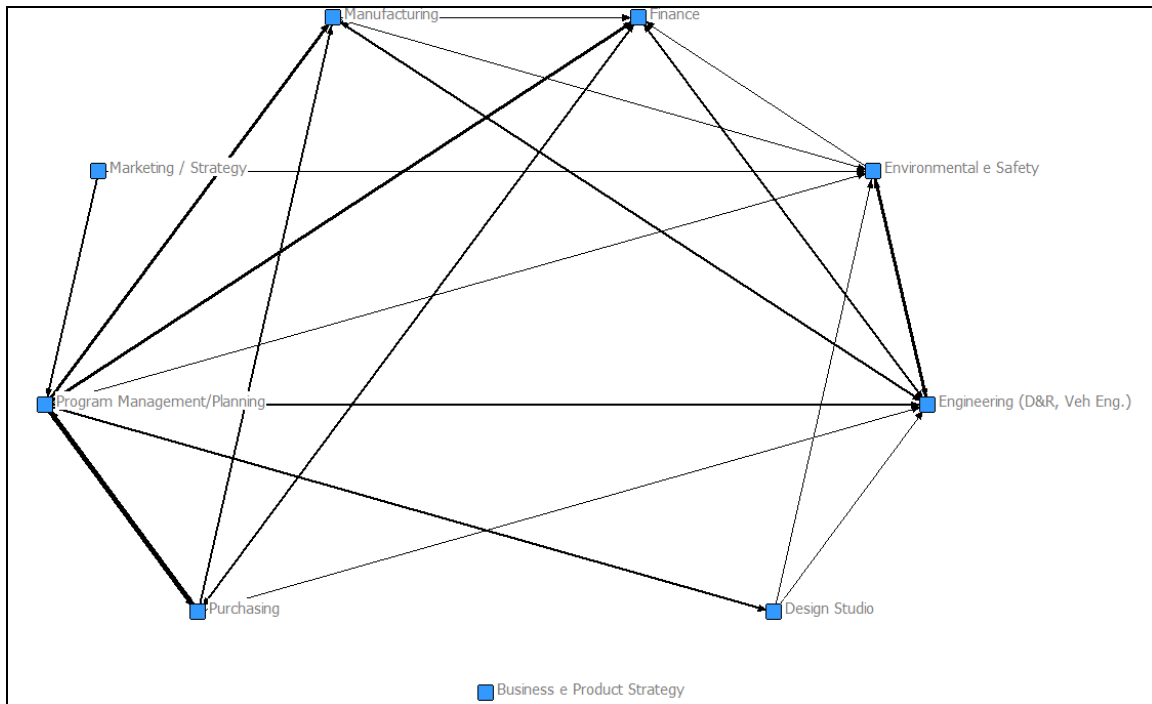 Manufacturing
Finance
Marketing / Strategy
Environmental e Safety
Program Management/Planning
Engineering (D&R, Veh Eng.)
Purchasing
Design Studio
Business e Product Strategy